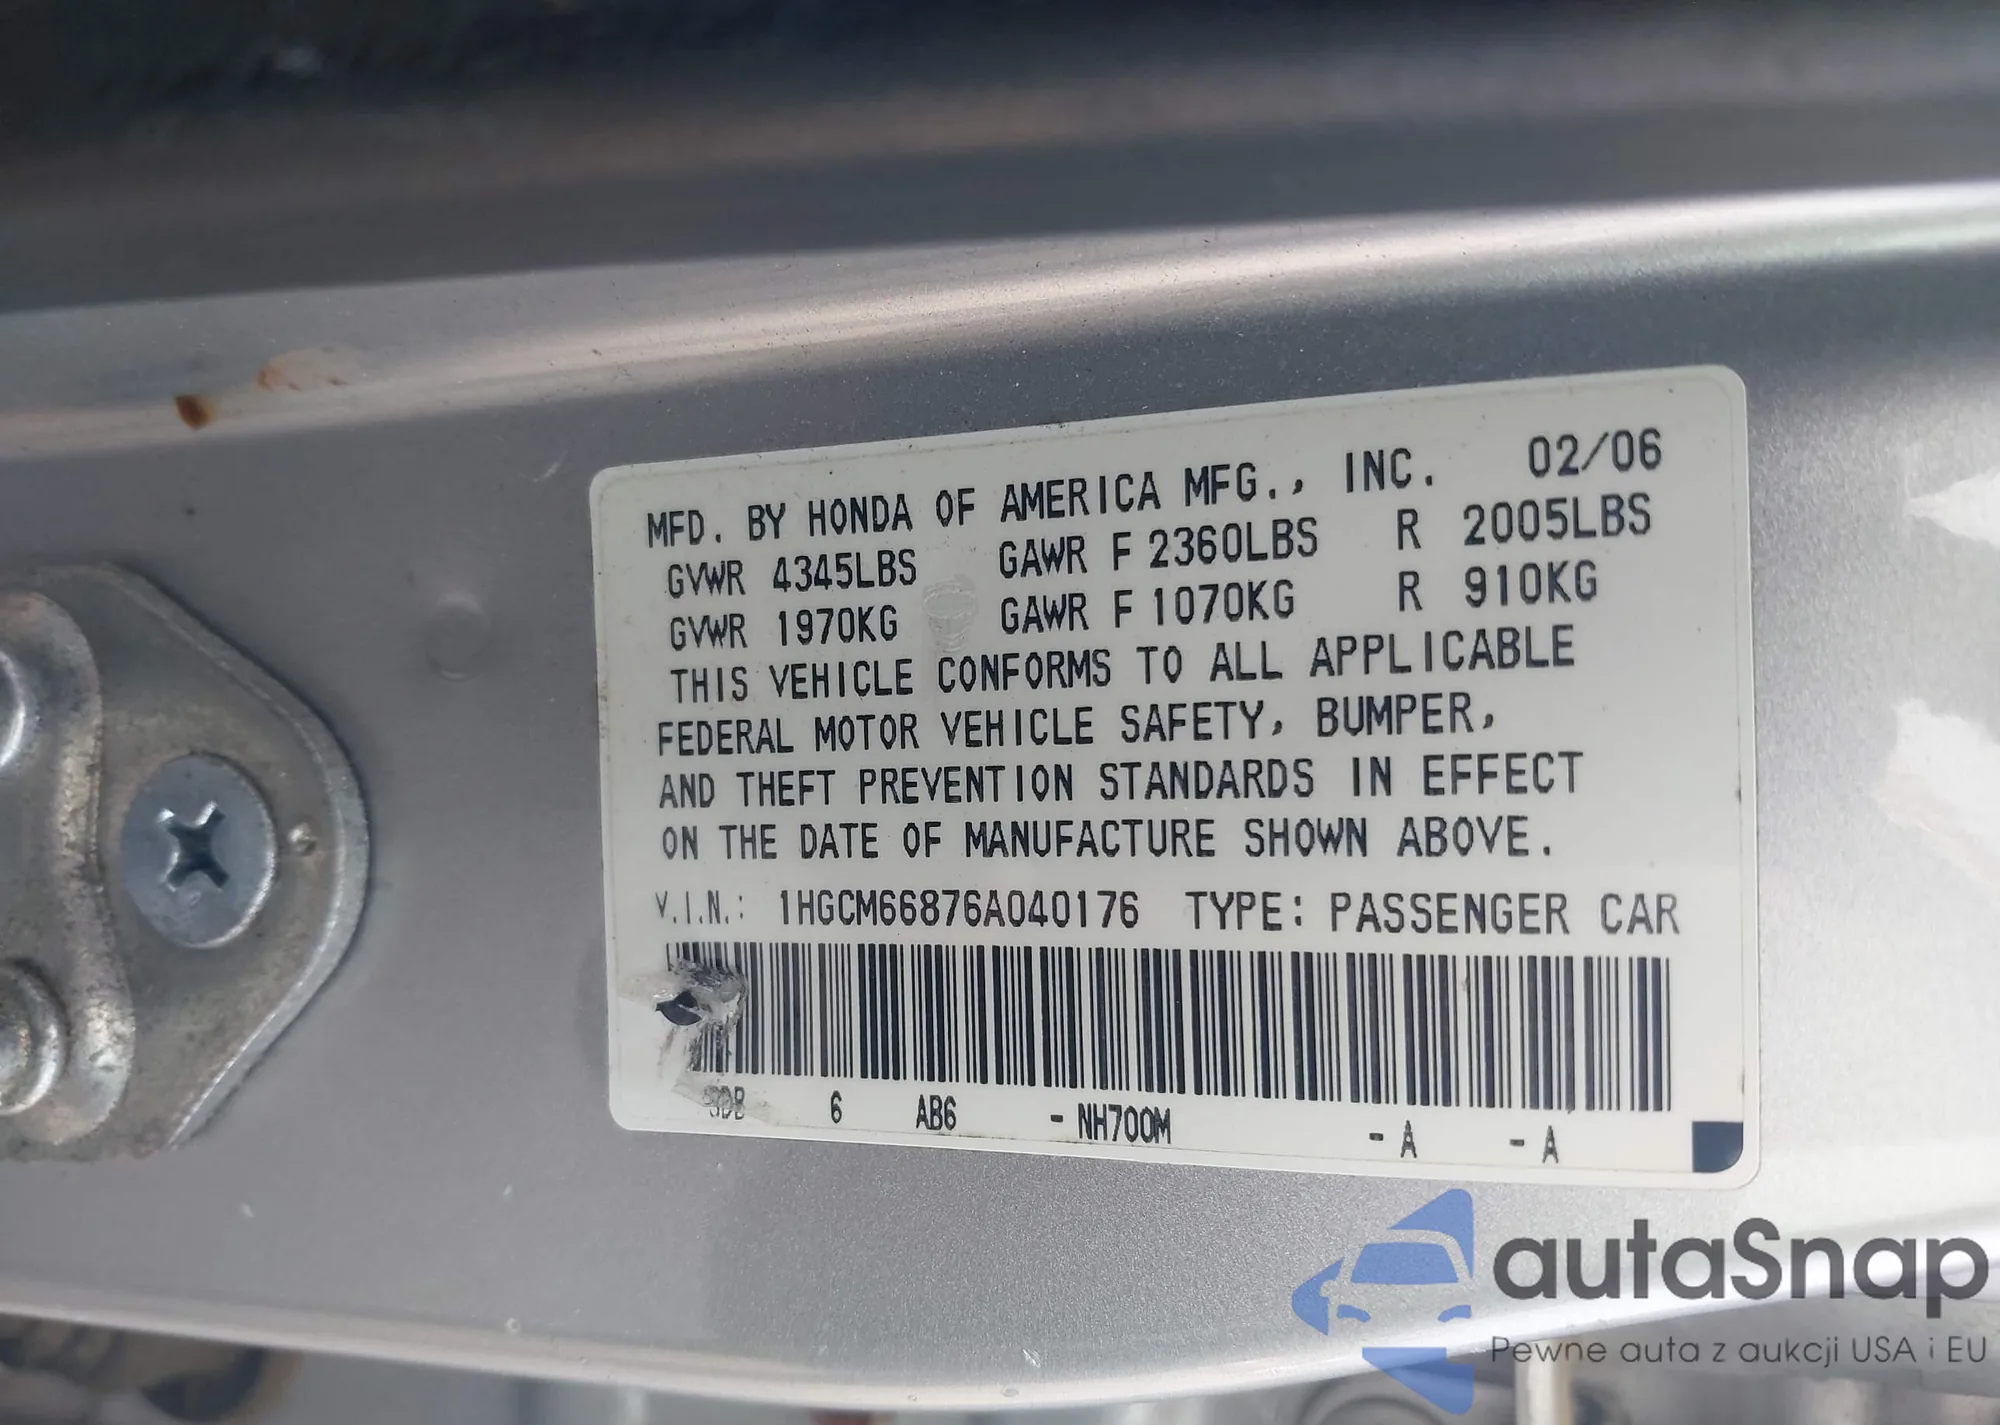 MFD. BY HONDA OF AMERICA MFG., INC. 02/06
GVWR 4345LBS GAWR F 2360LBS R 2005LBS
GVWR 1970KG GAWR F 1070KG R 910KG
THIS VEHICLE CONFORMS TO ALL APPLICABLE
FEDERAL MOTOR VEHICLE SAFETY, BUMPER,
AND THEFT PREVENTION STANDARDS IN EFFECT
ON THE DATE OF MANUFACTURE SHOWN ABOVE.
V.I.N.: 1HGCM66876A040176 TYPE: PASSENGER CAR
6 AB6 - NH700M - A - A
autaSnap
Pewne auta z aukcji USA i EU